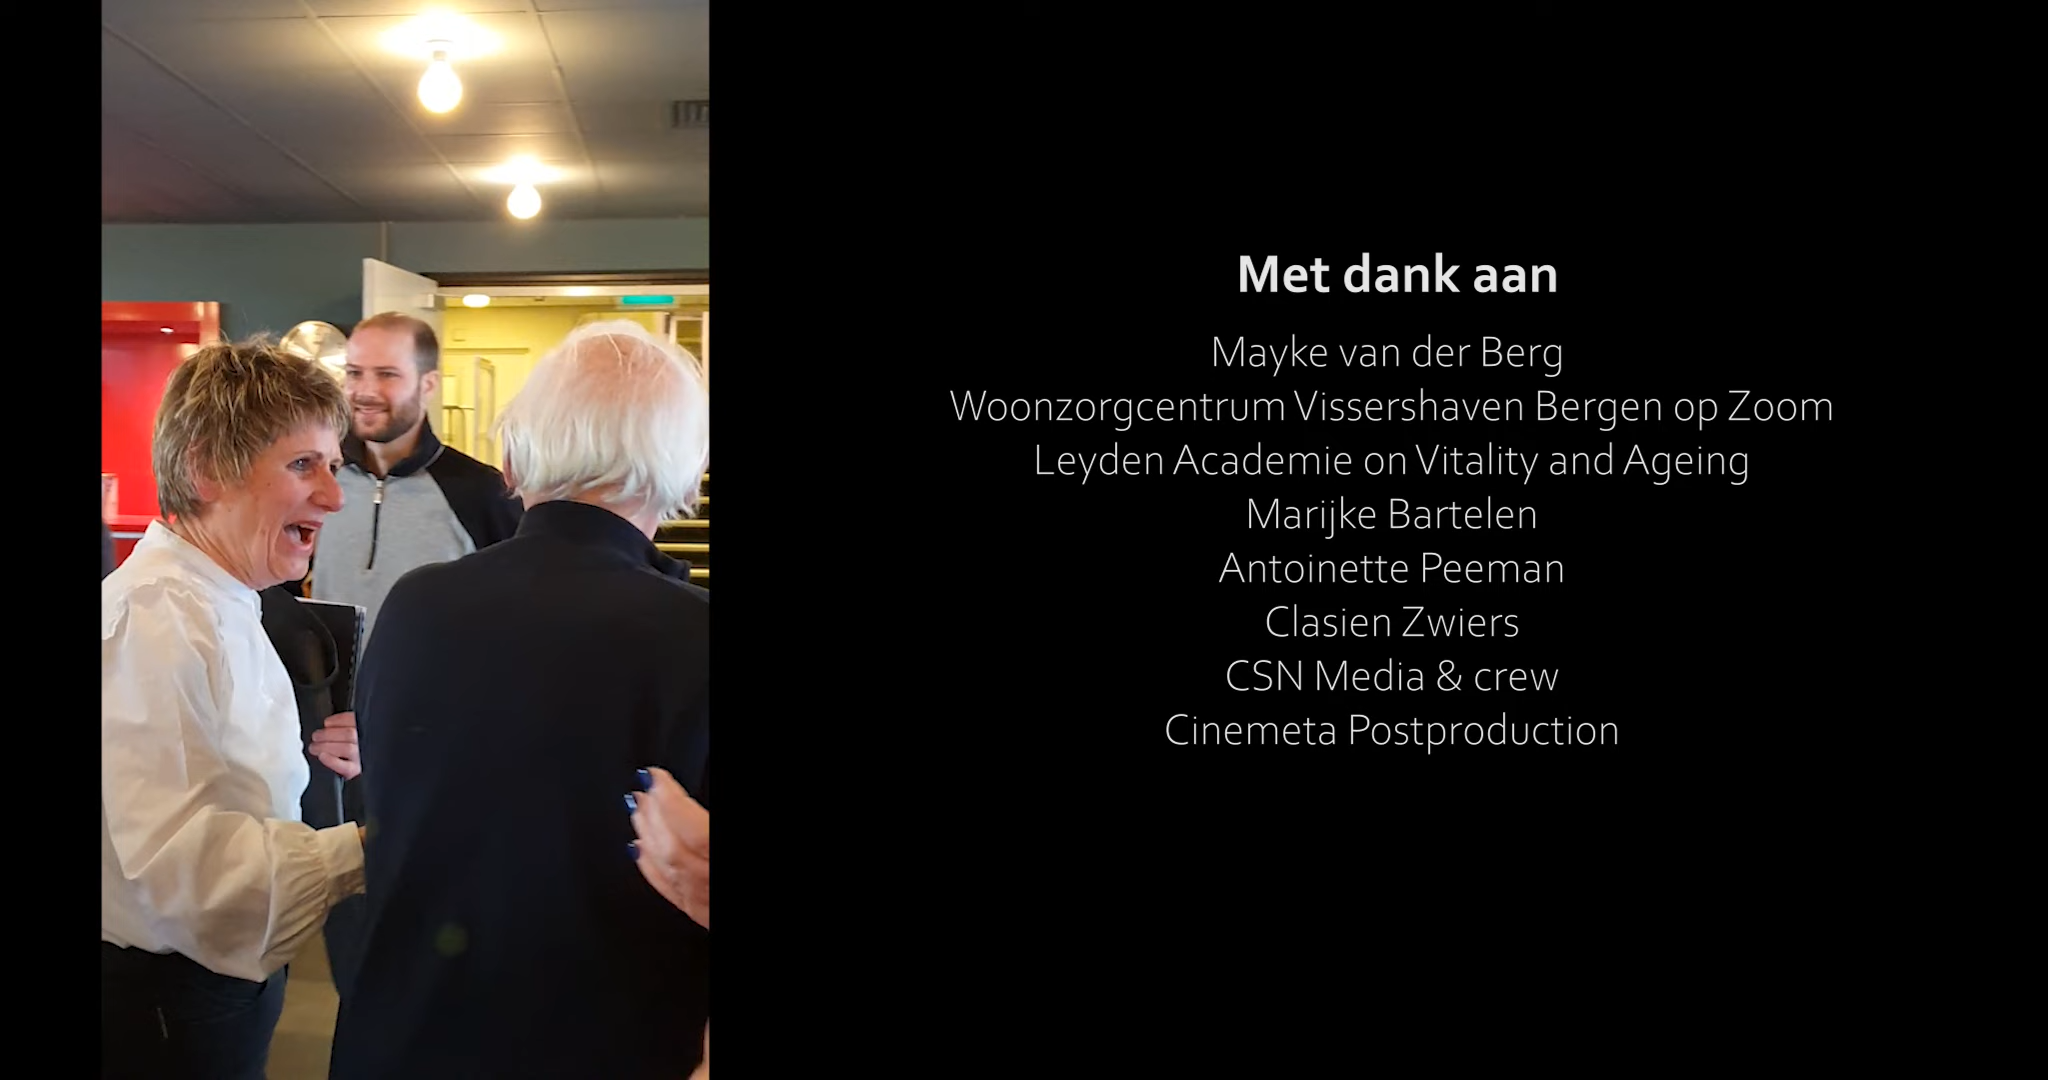 Met dank aan
Mayke van der Berg
Woonzorgcentrum Vissershaven Bergen op Zoom
Leyden Academie on Vitality and Ageing
Marijke Bartelen
Antoinette Peeman
Clasien Zwiers
CSN Media & crew
Cinemeta Postproduction